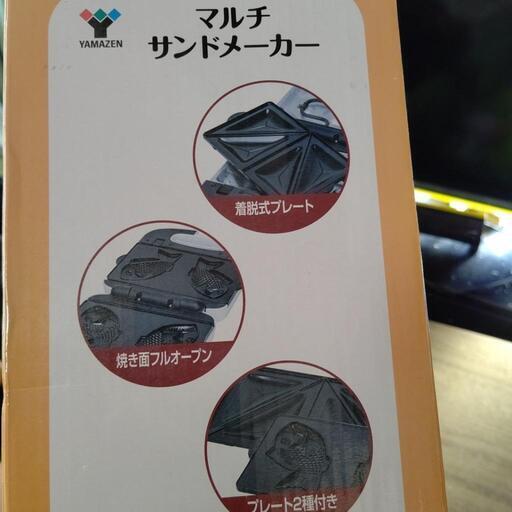 YAMAZEN
マルチ
サンドメーカー
着脱式プレート
焼き面フルオープン
プレート2種付き